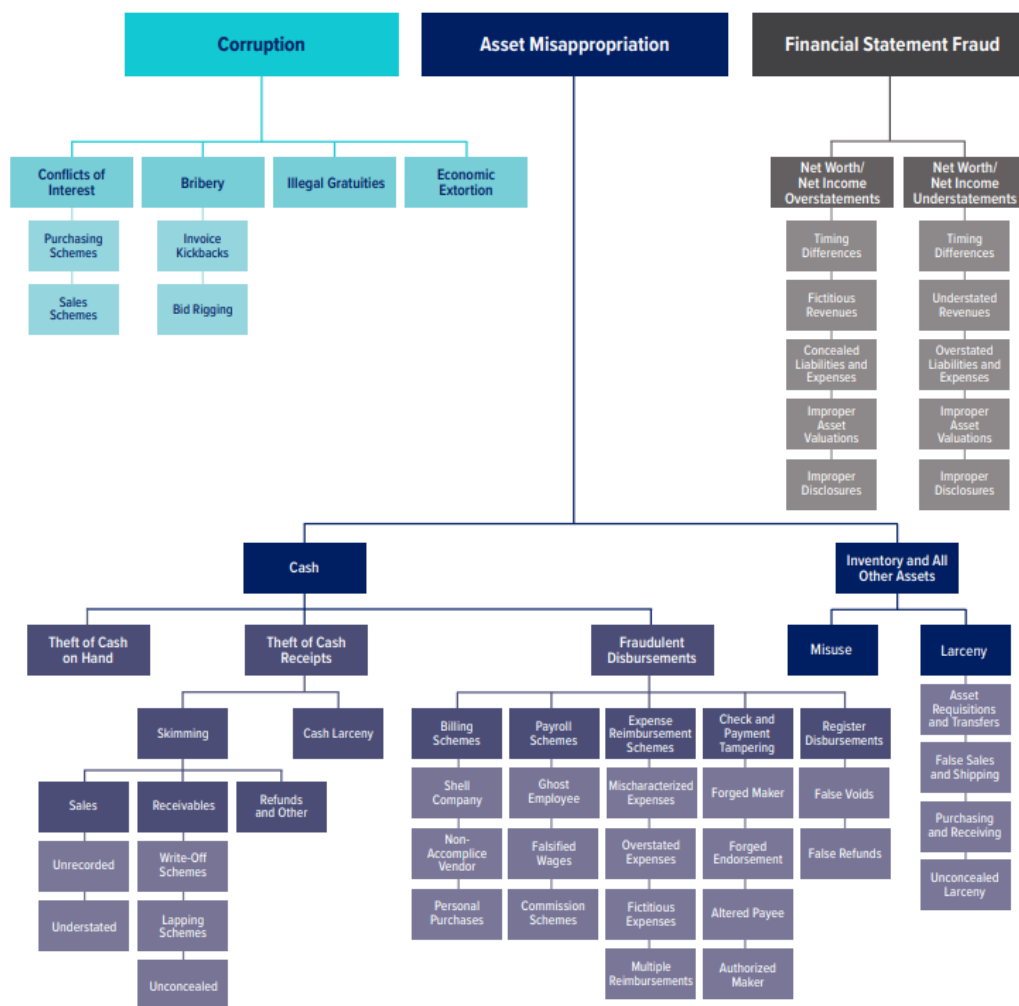 Corruption
Asset Misappropriation
Financial Statement Fraud
Conflicts of
Interest
Bribery
Illegal Gratuities
Economic
Extortion
Net Worth/
Net Income
Overstatements
Net Worth/
Net Income
Understatements
Purchasing
Schemes
Invoice
Kickbacks
Timing
Differences
Timing
Differences
Sales
Schemes
Bid Rigging
Fictitious
Revenues
Understated
Revenues
Concealed
Liabilities and
Expenses
Overstated
Liabilities and
Expenses
Improper
Asset
Valuations
Improper
Asset
Valuations
Improper
Disclosures
Improper
Disclosures
Cash
Inventory and All
Other Assets
Theft of Cash
on Hand
Theft of Cash
Receipts
Fraudulent
Disbursements
Misuse
Larceny
Skimming
Cash Larceny
Billing
Schemes
Payroll
Schemes
Expense
Reimbursement
Schemes
Check and
Payment
Tampering
Register
Disbursements
Asset
Requisitions
and Transfers
Sales
Receivables
Refunds
and Other
Shell
Company
Ghost
Employee
Mischaracterized
Expenses
Forged Maker
False Voids
False Sales
and Shipping
Unrecorded
Write-Off
Schemes
Non-
Accomplice
Vendor
Falsified
Wages
Overstated
Expenses
Forged
Endorsement
False Refunds
Purchasing
and Receiving
Understated
Lapping
Schemes
Personal
Purchases
Commission
Schemes
Fictitious
Expenses
Altered Payee
Unconcealed
Larceny
Unconcealed
Multiple
Reimbursements
Authorized
Maker